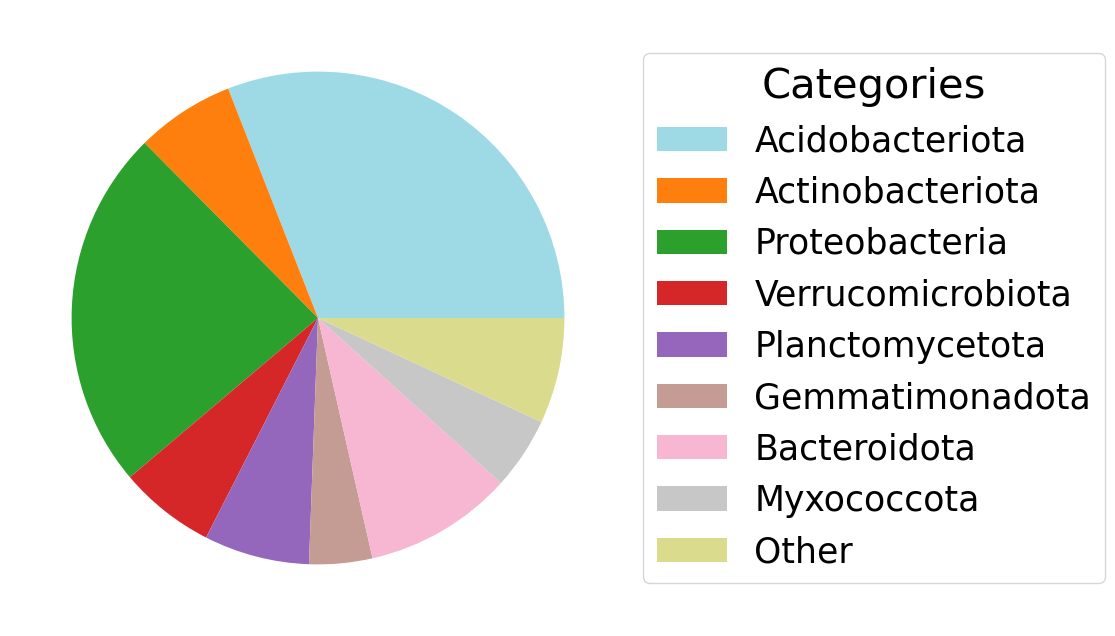 Categories
Acidobacteriota
Actinobacteriota
Proteobacteria
Verrucomicrobiota
Planctomycetota
Gemmatimonadota
Bacteroidota
Myxococcota
Other